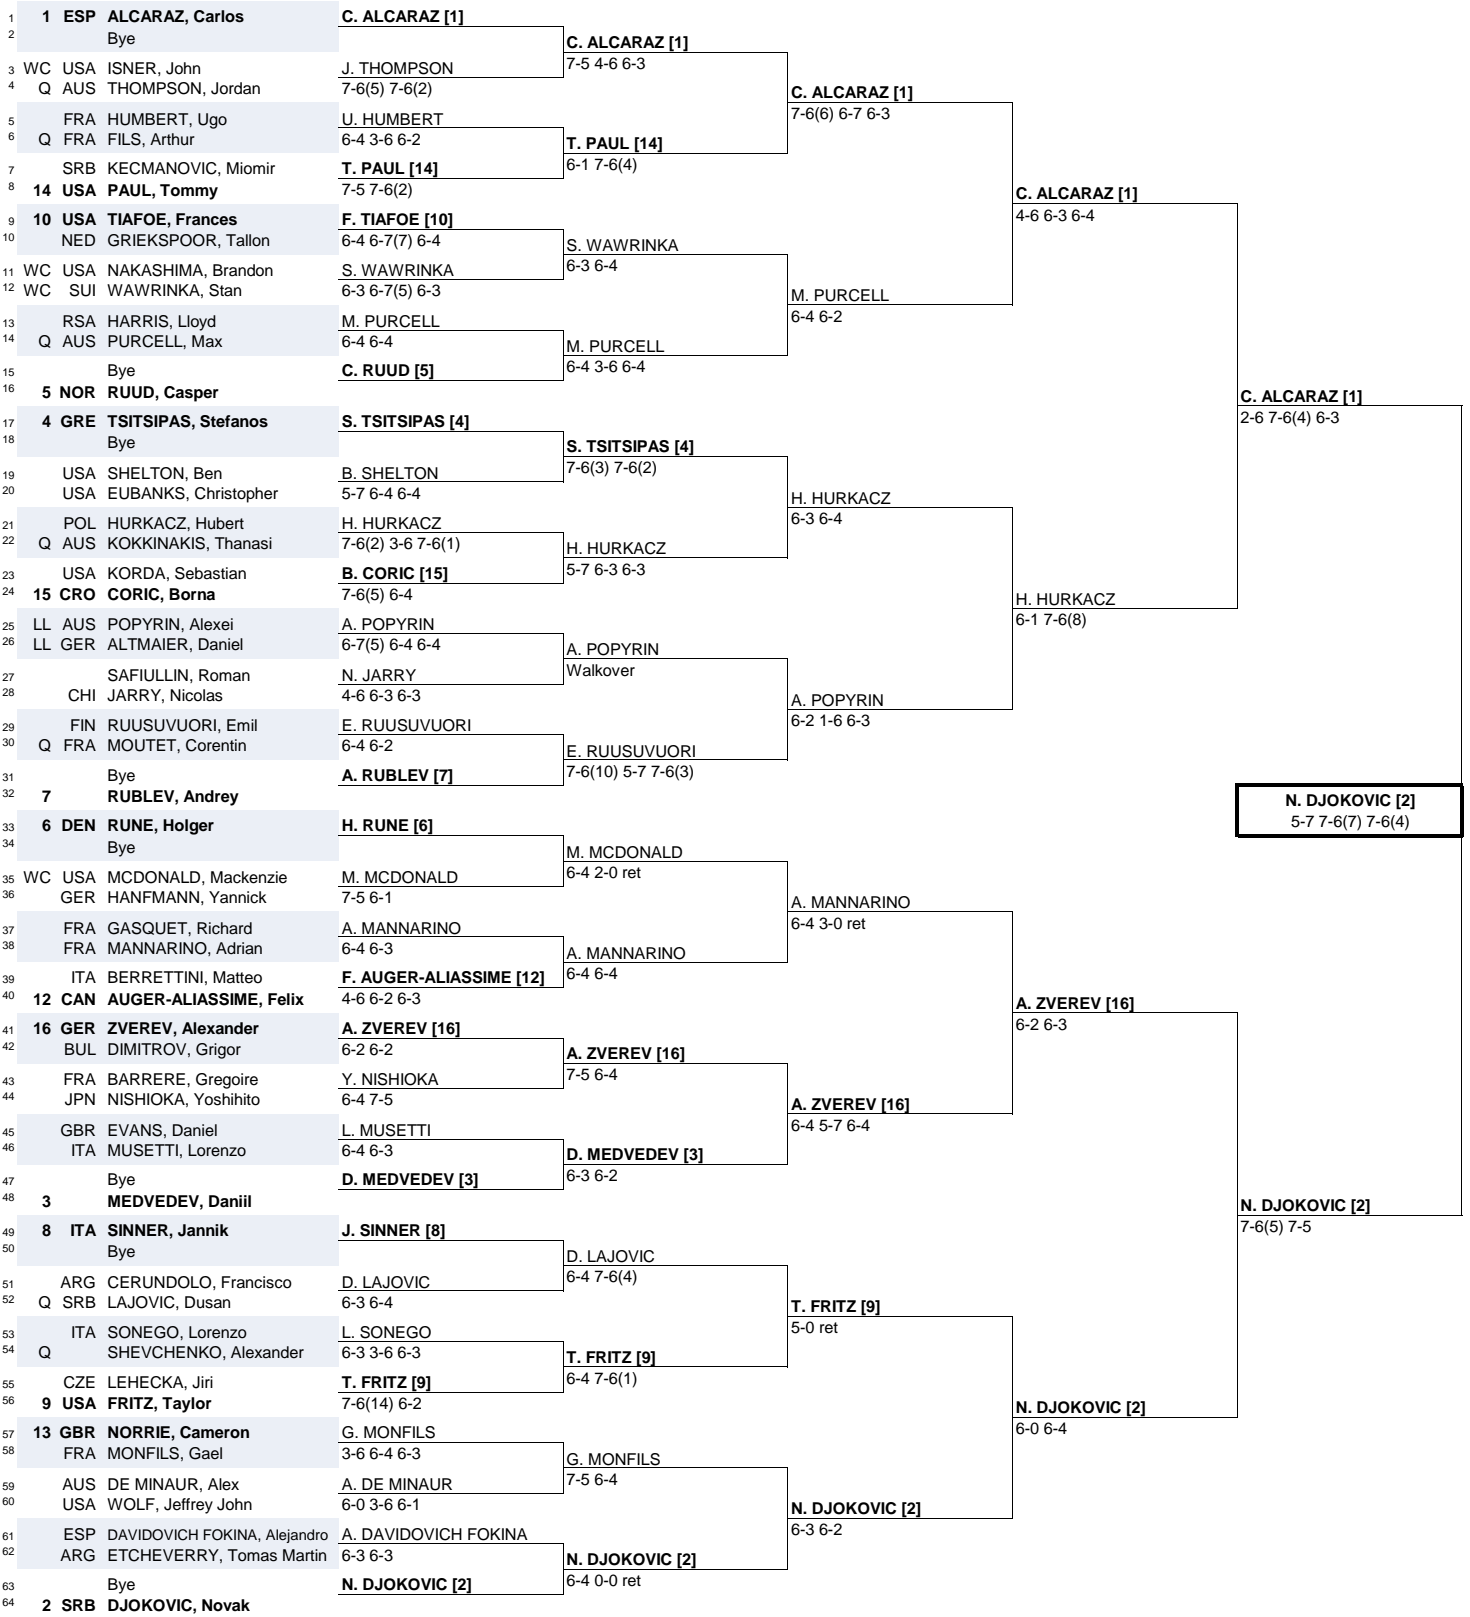 1 1 ESP ALCARAZ, Carlos C. ALCARAZ [1]
2 Bye
C. ALCARAZ [1]
3 WC USA ISNER, John J. THOMPSON 7-5 4-6 6-3
4 Q AUS THOMPSON, Jordan 7-6(5) 7-6(2)
C. ALCARAZ [1]
5 FRA HUMBERT, Ugo U. HUMBERT 7-6(6) 6-7 6-3
6 Q FRA FILS, Arthur 6-4 3-6 6-2
T. PAUL [14]
7 SRB KECMANOVIC, Miomir T. PAUL [14] 6-1 7-6(4)
8 14 USA PAUL, Tommy 7-5 7-6(2)
C. ALCARAZ [1]
9 10 USA TIAFOE, Frances F. TIAFOE [10] 4-6 6-3 6-4
10 NED GRIEKSPOOR, Tallon 6-4 6-7(7) 6-4
S. WAWRINKA
11 WC USA NAKASHIMA, Brandon S. WAWRINKA 6-3 6-4
12 WC SUI WAWRINKA, Stan 6-3 6-7(5) 6-3
M. PURCELL
13 RSA HARRIS, Lloyd M. PURCELL 6-4 6-2
14 Q AUS PURCELL, Max 6-4 6-4
M. PURCELL
15 Bye C. RUUD [5] 6-4 3-6 6-4
16 5 NOR RUUD, Casper
C. ALCARAZ [1]
17 4 GRE TSITSIPAS, Stefanos S. TSITSIPAS [4] 2-6 7-6(4) 6-3
18 Bye
S. TSITSIPAS [4]
19 USA SHELTON, Ben B. SHELTON 7-6(3) 7-6(2)
20 USA EUBANKS, Christopher 5-7 6-4 6-4
H. HURKACZ
21 POL HURKACZ, Hubert H. HURKACZ 6-3 6-4
22 Q AUS KOKKINAKIS, Thanasi 7-6(2) 3-6 7-6(1)
H. HURKACZ
23 USA KORDA, Sebastian B. CORIC [15] 5-7 6-3 6-3
24 15 CRO CORIC, Borna 7-6(5) 6-4
H. HURKACZ
25 LL AUS POPYRIN, Alexei A. POPYRIN 6-1 7-6(8)
26 LL GER ALTMAIER, Daniel 6-7(5) 6-4 6-4
A. POPYRIN
27 SAFIULLIN, Roman N. JARRY Walkover
28 CHI JARRY, Nicolas 4-6 6-3 6-3
A. POPYRIN
29 FIN RUUSUVUORI, Emil E. RUUSUVUORI 6-2 1-6 6-3
30 Q FRA MOUTET, Corentin 6-4 6-2
E. RUUSUVUORI
31 Bye A. RUBLEV [7] 7-6(10) 5-7 7-6(3)
32 7 RUBLEV, Andrey
N. DJOKOVIC [2]
33 6 DEN RUNE, Holger H. RUNE [6] 5-7 7-6(7) 7-6(4)
34 Bye
M. MCDONALD
35 WC USA MCDONALD, Mackenzie M. MCDONALD 6-4 2-0 ret
36 GER HANFMANN, Yannick 7-5 6-1
A. MANNARINO
37 FRA GASQUET, Richard A. MANNARINO 6-4 3-0 ret
38 FRA MANNARINO, Adrian 6-4 6-3
A. MANNARINO
39 ITA BERRETTINI, Matteo F. AUGER-ALIASSIME [12] 6-4 6-4
40 12 CAN AUGER-ALIASSIME, Felix 4-6 6-2 6-3
A. ZVEREV [16]
41 16 GER ZVEREV, Alexander A. ZVEREV [16] 6-2 6-3
42 BUL DIMITROV, Grigor 6-2 6-2
A. ZVEREV [16]
43 FRA BARRERE, Gregoire Y. NISHIOKA 7-5 6-4
44 JPN NISHIOKA, Yoshihito 6-4 7-5
A. ZVEREV [16]
45 GBR EVANS, Daniel L. MUSETTI 6-4 5-7 6-4
46 ITA MUSETTI, Lorenzo 6-4 6-3
D. MEDVEDEV [3]
47 Bye D. MEDVEDEV [3] 6-3 6-2
48 3 MEDVEDEV, Daniil
N. DJOKOVIC [2]
49 8 ITA SINNER, Jannik J. SINNER [8] 7-6(5) 7-5
50 Bye
D. LAJOVIC
51 ARG CERUNDOLO, Francisco D. LAJOVIC 6-4 7-6(4)
52 Q SRB LAJOVIC, Dusan 6-3 6-4
T. FRITZ [9]
53 ITA SONEGO, Lorenzo L. SONEGO 5-0 ret
54 Q SHEVCHENKO, Alexander 6-3 3-6 6-3
T. FRITZ [9]
55 CZE LEHECKA, Jiri T. FRITZ [9] 6-4 7-6(1)
56 9 USA FRITZ, Taylor 7-6(14) 6-2
N. DJOKOVIC [2]
57 13 GBR NORRIE, Cameron G. MONFILS 6-0 6-4
58 FRA MONFILS, Gael 3-6 6-4 6-3
G. MONFILS
59 AUS DE MINAUR, Alex A. DE MINAUR 7-5 6-4
60 USA WOLF, Jeffrey John 6-0 3-6 6-1
N. DJOKOVIC [2]
61 ESP DAVIDOVICH FOKINA, Alejandro A. DAVIDOVICH FOKINA 6-3 6-2
62 ARG ETCHEVERRY, Tomas Martin 6-3 6-3
N. DJOKOVIC [2]
63 Bye N. DJOKOVIC [2] 6-4 0-0 ret
64 2 SRB DJOKOVIC, Novak